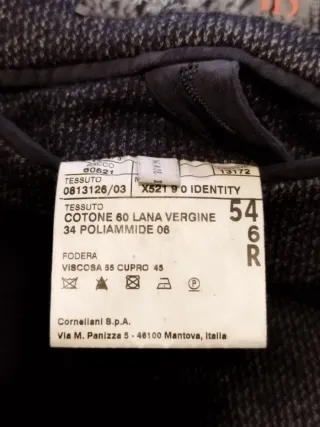 60621
13172
TESSUTO
0813126/03 X521 9 0 IDENTITY
TESSUTO
COTONE 60 LANA VERGINE
34 POLIAMMIDE 06
54
6
R
FODERA
VISCOSA 55 CUPRO 45
P
Corneliani S.p.A.
Via M. Panizza 5 - 46100 Mantova, Italia